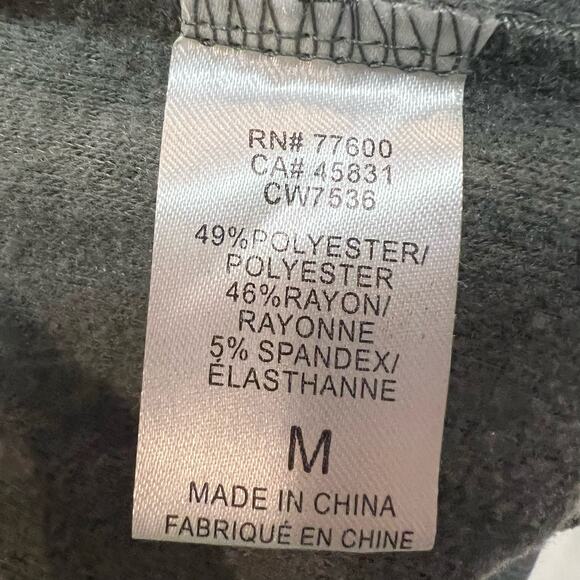 RN# 77600
CA# 45831
CW7536
49%POLYESTER/
POLYESTER
46%RAYON/
RAYONNE
5% SPANDEX/
ÉLASTHANNE
M
MADE IN CHINA
FABRIQUÉ EN CHINE